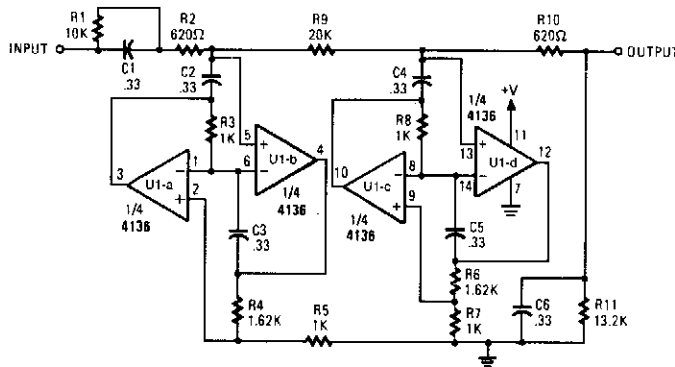 R1
10K
INPUT
C1
.33
R2
620Ω
C2
.33
R9
20K
R10
620Ω
OUTPUT
C4
.33
R3
1K
R8
1K
1/4
4136
+V
11
3
1
2
U1-a
1/4
4136
5
+
6
−
4
U1-b
1/4
4136
−
+
10
8
9
U1-c
1/4
4136
−
+
13
+
14
−
12
U1-d
7
C3
.33
C5
.33
R4
1.62K
R5
1K
R6
1.62K
R7
1K
C6
.33
R11
13.2K